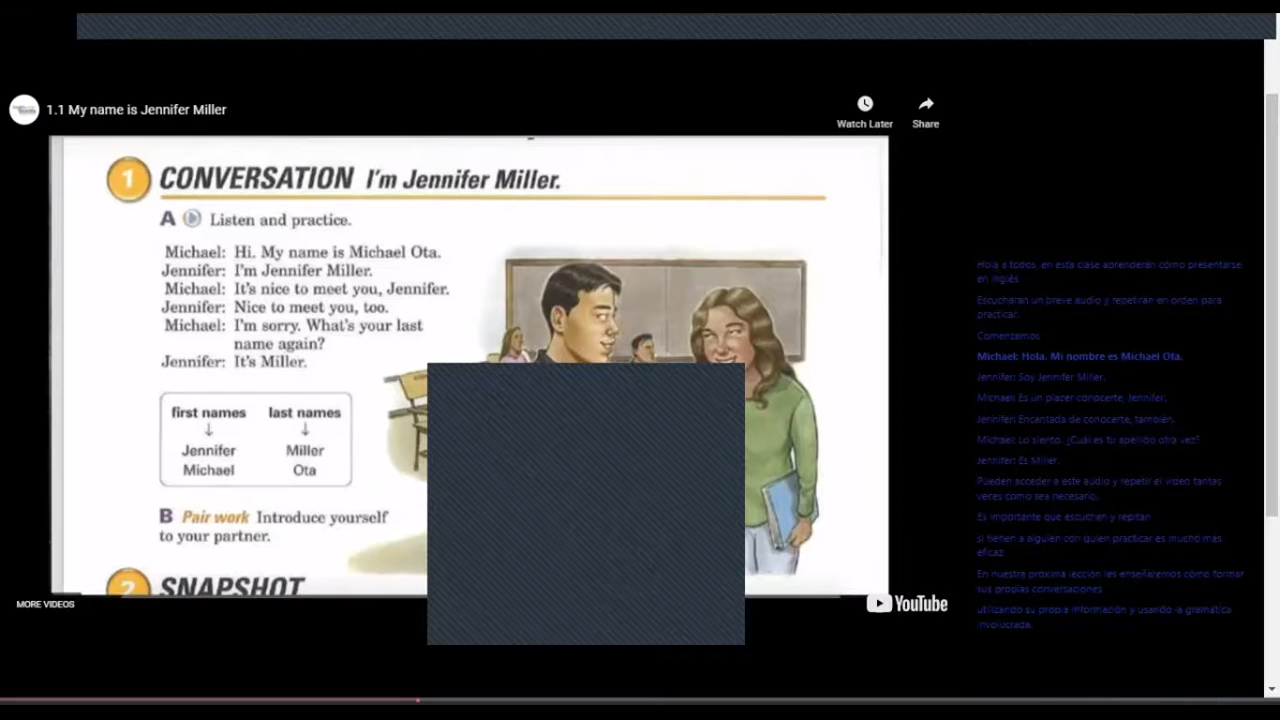 1.1 My name is Jennifer Miller
Watch Later
Share
1 CONVERSATION I'm Jennifer Miller.
A Listen and practice.
Michael: Hi. My name is Michael Ota.
Jennifer: I'm Jennifer Miller.
Michael: It's nice to meet you, Jennifer.
Jennifer: Nice to meet you, too.
Michael: I'm sorry. What's your last
name again?
Jennifer: It's Miller.
first names last names
Jennifer Miller
Michael Ota
B Pair work Introduce yourself
to your partner.
2 SNAPSHOT
MORE VIDEOS
YouTube
Hola a todos, en esta clase aprenderán cómo presentarse
en inglés.
Escucharán un breve audio y repetirán en orden para
practicar.
Comenzamos
Michael: Hola. Mi nombre es Michael Ota.
Jennifer: Soy Jennifer Miller.
Michael: Es un placer conocerte, Jennifer.
Jennifer: Encantada de conocerte, también.
Michael: Lo siento. ¿Cuál es tu apellido otra vez?
Jennifer: Es Miller.
Pueden acceder a este audio y repetir el video tantas
veces como sea necesario.
Es importante que escuchen y repitan
si tienen a alguien con quien practicar es mucho más
eficaz
En nuestra próxima lección les enseñaremos cómo formar
sus propias conversaciones
utilizando su propia información y usando la gramática
involucrada.